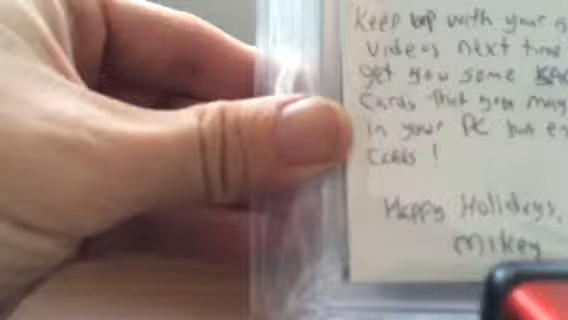 Keep up with your
videos next time
get you some
cards that you may
in your PC but
cards!
Happy Holidays,
Mikey